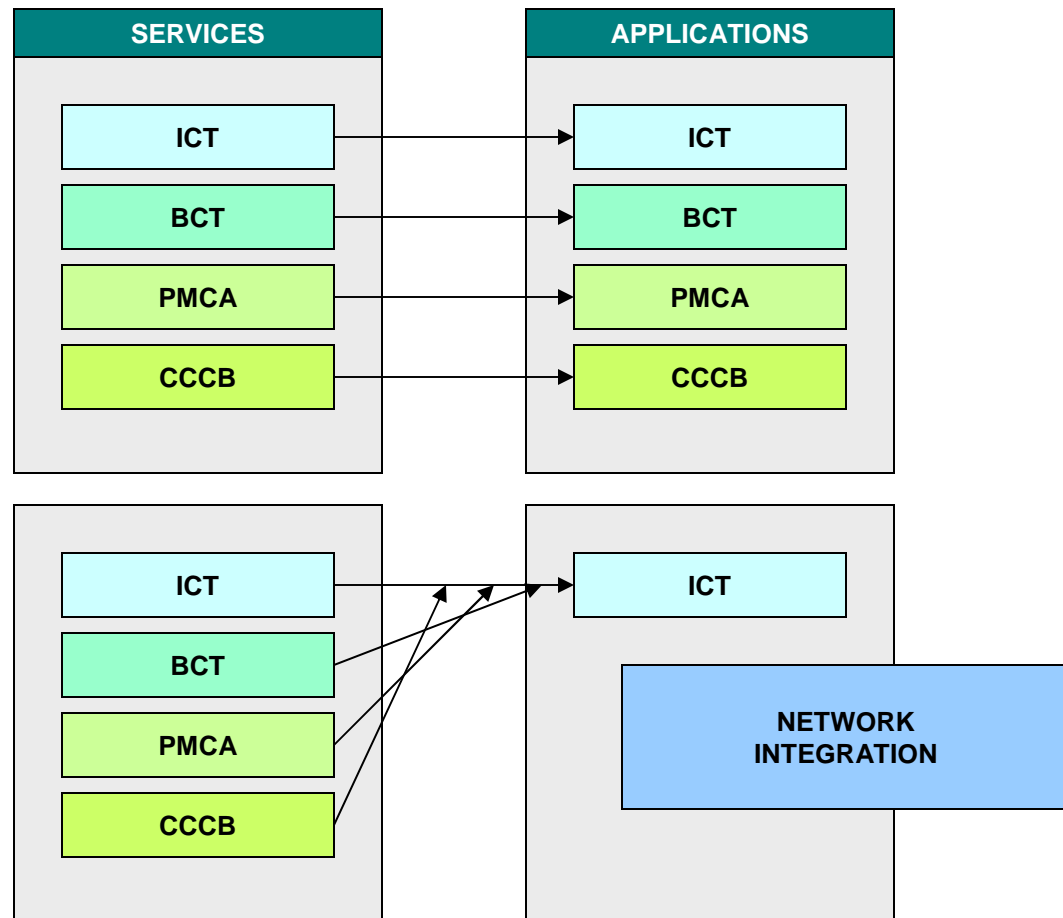 SERVICES
APPLICATIONS
ICT
ICT
BCT
BCT
PMCA
PMCA
CCCB
CCCB
ICT
ICT
BCT
PMCA
NETWORK
INTEGRATION
CCCB